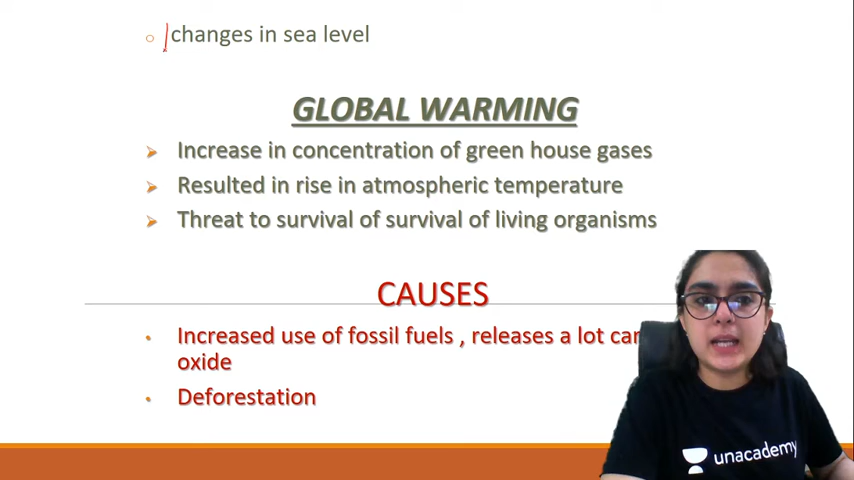 changes in sea level
GLOBAL WARMING
Increase in concentration of green house gases
Resulted in rise in atmospheric temperature
Threat to survival of survival of living organisms
CAUSES
Increased use of fossil fuels , releases a lot
oxide
Deforestation
unacademy